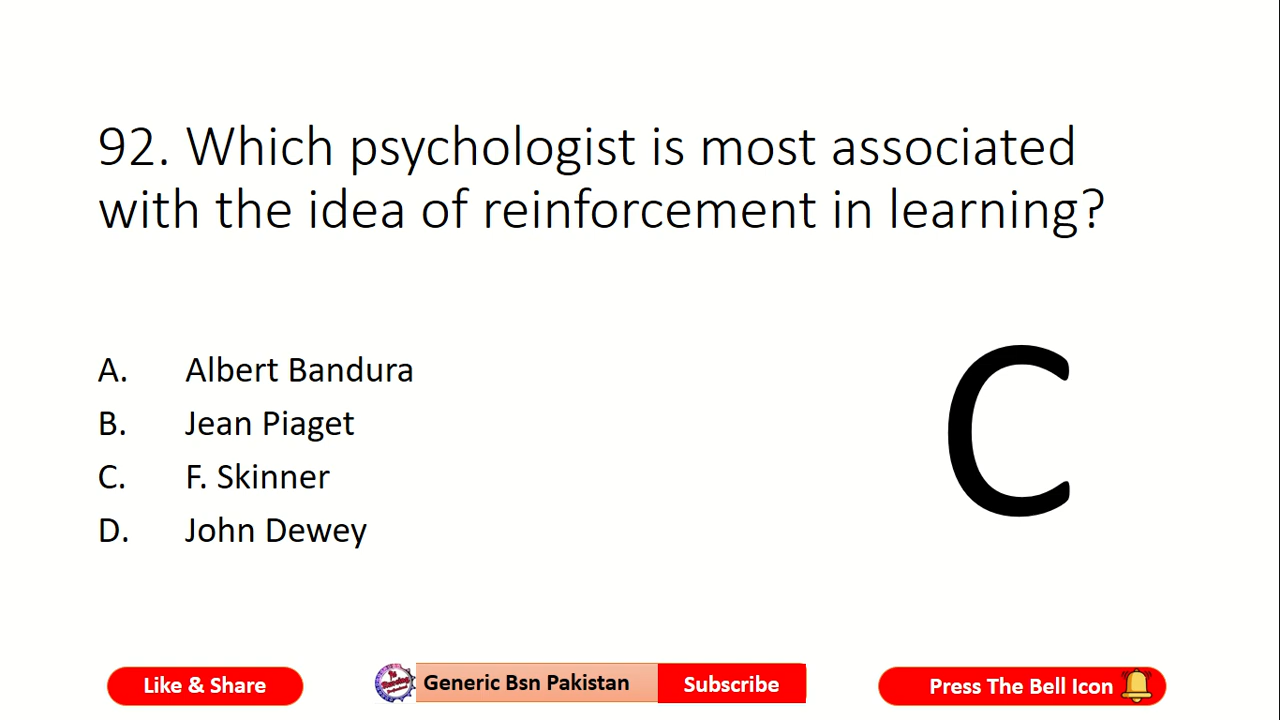 92. Which psychologist is most associated
with the idea of reinforcement in learning?
A. Albert Bandura
B. Jean Piaget
C. F. Skinner
D. John Dewey
C
Like & Share
Generic Bsn Pakistan
Subscribe
Press The Bell Icon